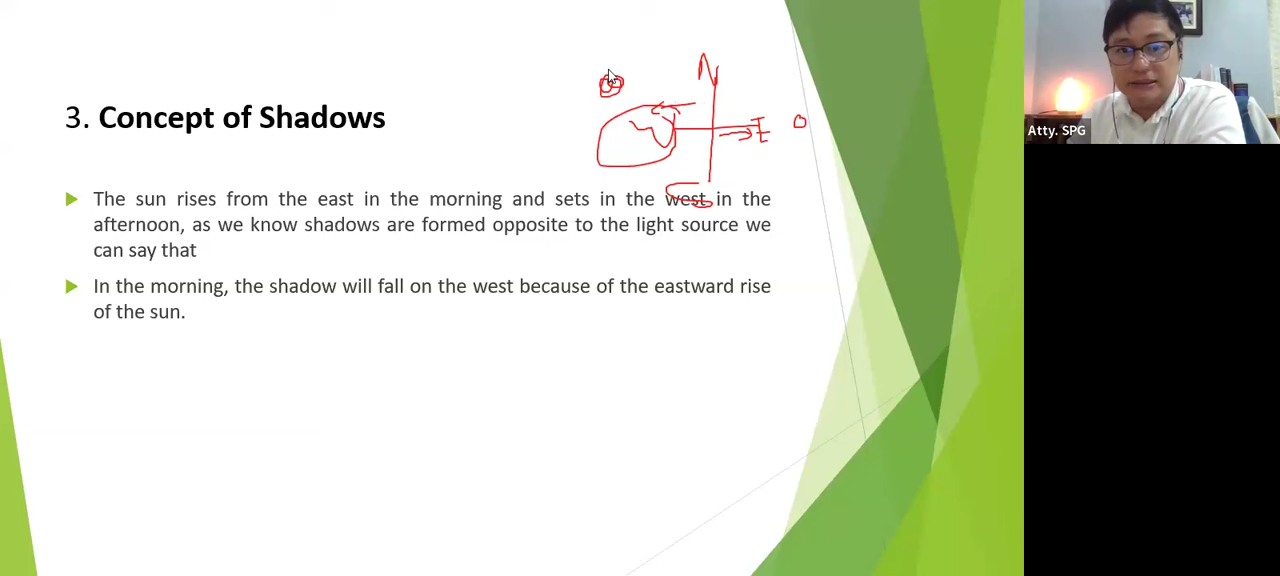 3. Concept of Shadows
The sun rises from the east in the morning and sets in the west in the
afternoon, as we know shadows are formed opposite to the light source we
can say that
In the morning, the shadow will fall on the west because of the eastward rise
of the sun.
N
W
E
S
Atty. SPG